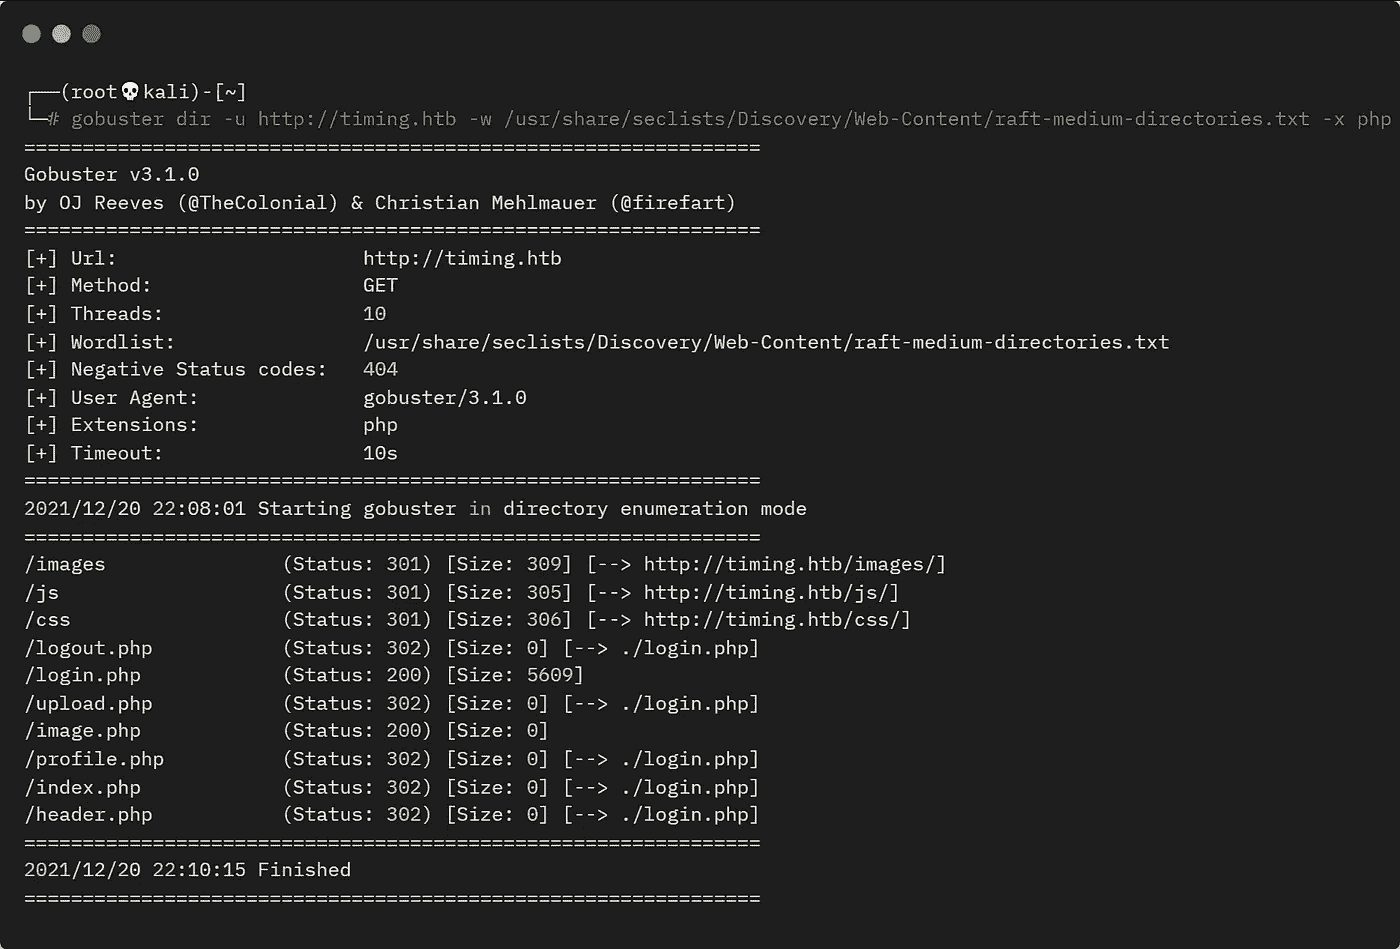 ┌──(root💀kali)-[~]
└─# gobuster dir -u http://timing.htb -w /usr/share/seclists/Discovery/Web-Content/raft-medium-directories.txt -x php
===============================================================
Gobuster v3.1.0
by OJ Reeves (@TheColonial) & Christian Mehlmauer (@firefart)
===============================================================
[+] Url:                     http://timing.htb
[+] Method:                  GET
[+] Threads:                 10
[+] Wordlist:                /usr/share/seclists/Discovery/Web-Content/raft-medium-directories.txt
[+] Negative Status codes:   404
[+] User Agent:              gobuster/3.1.0
[+] Extensions:              php
[+] Timeout:                 10s
===============================================================
2021/12/20 22:08:01 Starting gobuster in directory enumeration mode
===============================================================
/images               (Status: 301) [Size: 309] [--> http://timing.htb/images/]
/js                   (Status: 301) [Size: 305] [--> http://timing.htb/js/]
/css                  (Status: 301) [Size: 306] [--> http://timing.htb/css/]
/logout.php           (Status: 302) [Size: 0] [--> ./login.php]
/login.php            (Status: 200) [Size: 5609]
/upload.php           (Status: 302) [Size: 0] [--> ./login.php]
/image.php            (Status: 200) [Size: 0]
/profile.php          (Status: 302) [Size: 0] [--> ./login.php]
/index.php            (Status: 302) [Size: 0] [--> ./login.php]
/header.php           (Status: 302) [Size: 0] [--> ./login.php]
===============================================================
2021/12/20 22:10:15 Finished
===============================================================